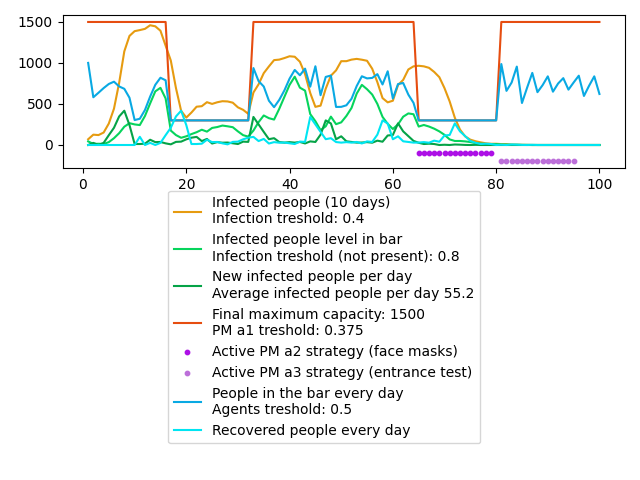 1500
1000
500
0
0
20
40
60
80
100
Infected people (10 days)
Infection treshold: 0.4
Infected people level in bar
Infection treshold (not present): 0.8
New infected people per day
Average infected people per day 55.2
Final maximum capacity: 1500
PM a1 treshold: 0.375
Active PM a2 strategy (face masks)
Active PM a3 strategy (entrance test)
People in the bar every day
Agents treshold: 0.5
Recovered people every day